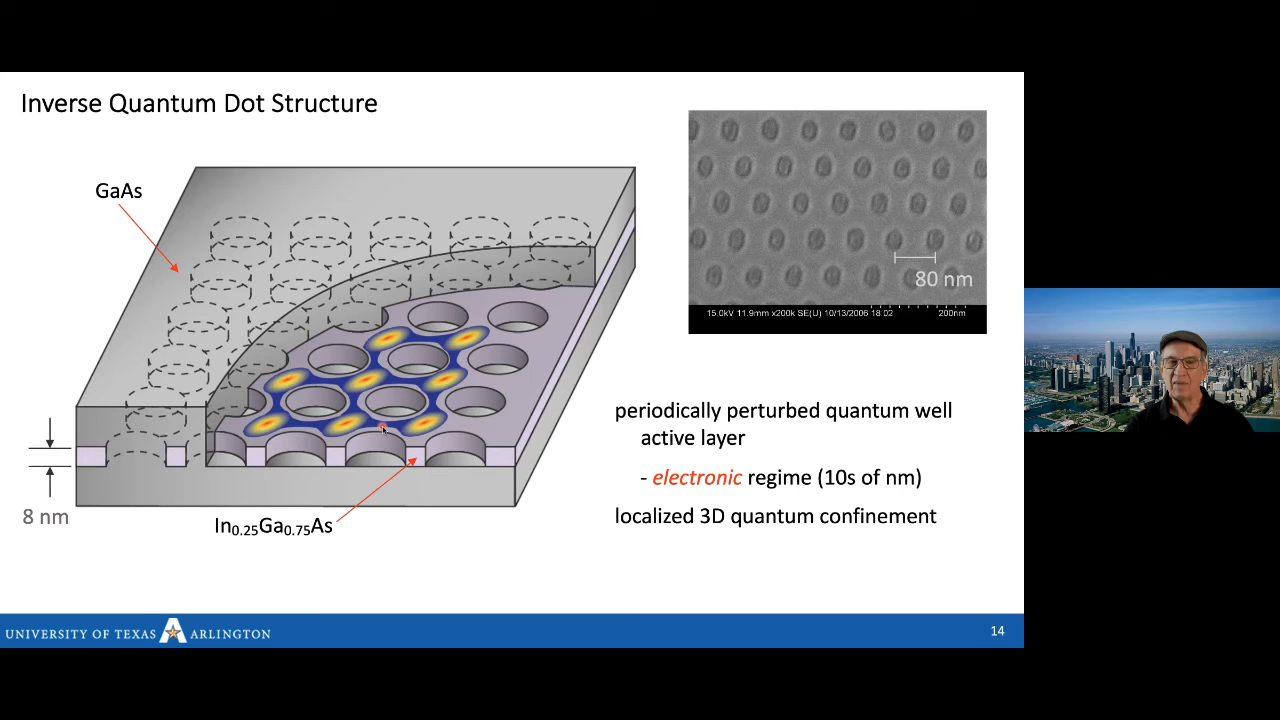 Inverse Quantum Dot Structure
GaAs
8 nm
In0.25Ga0.75As
80 nm
15.0kV 11.9mm x200k SE(U) 10/13/2006 18:02 200nm
periodically perturbed quantum well
active layer
- electronic regime (10s of nm)
localized 3D quantum confinement
UNIVERSITY OF TEXAS A ARLINGTON
14